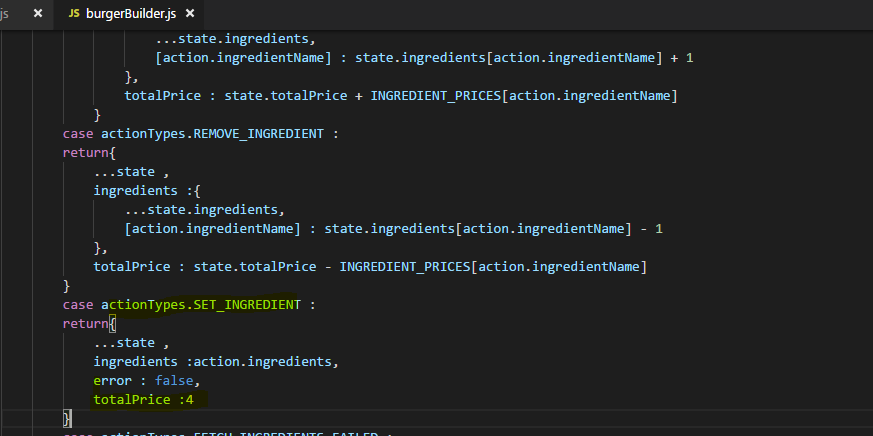 js ×
JS burgerBuilder.js ×
...state.ingredients,
[action.ingredientName] : state.ingredients[action.ingredientName] + 1
},
totalPrice : state.totalPrice + INGREDIENT_PRICES[action.ingredientName]
}
case actionTypes.REMOVE_INGREDIENT :
return{
...state ,
ingredients :{
...state.ingredients,
[action.ingredientName] : state.ingredients[action.ingredientName] - 1
},
totalPrice : state.totalPrice - INGREDIENT_PRICES[action.ingredientName]
}
case actionTypes.SET_INGREDIENT :
return{
...state ,
ingredients :action.ingredients,
error : false,
totalPrice :4
}
case actionTypes.FETCH_INGREDIENTS_FAILED :